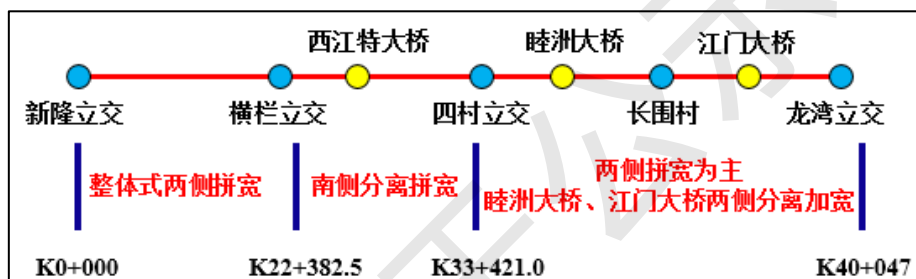 西江特大桥 睦洲大桥 江门大桥
新隆立交 横栏立交 四村立交 长围村 龙湾立交
整体式两侧拼宽 南侧分离拼宽 两侧拼宽为主
睦洲大桥、江门大桥两侧分离加宽
K0+000 K22+382.5 K33+421.0 K40+047